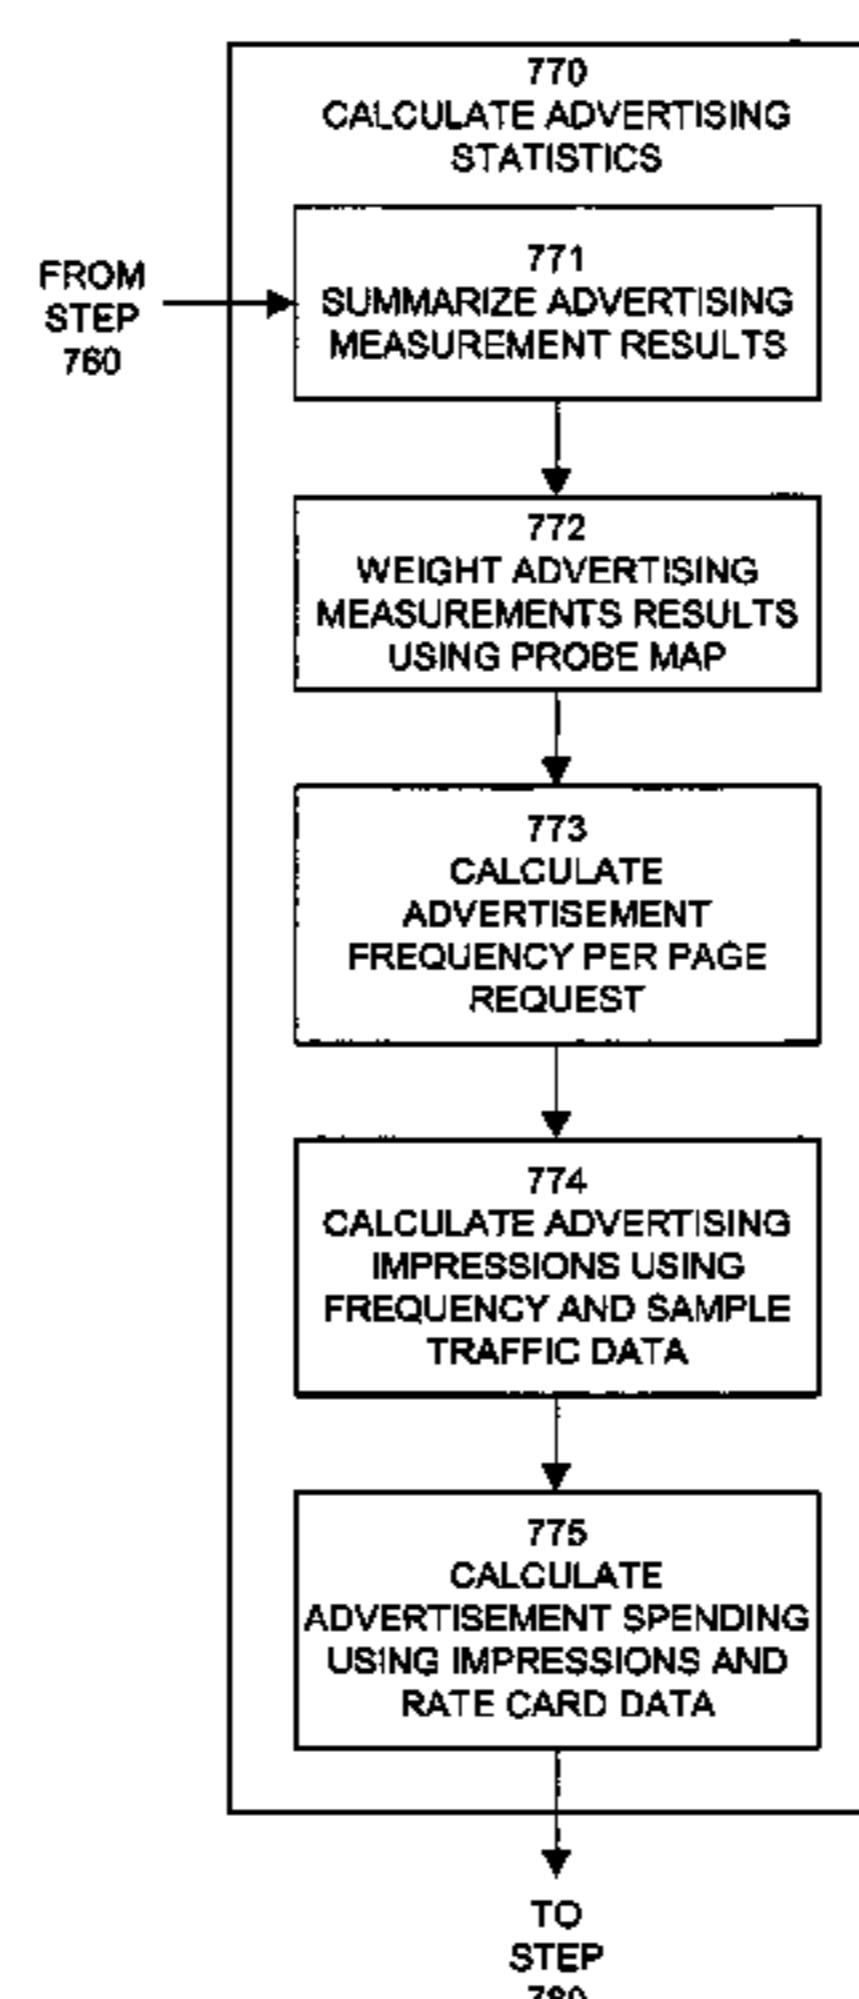 770
CALCULATE ADVERTISING
STATISTICS
FROM
STEP
760
771
SUMMARIZE ADVERTISING
MEASUREMENT RESULTS
772
WEIGHT ADVERTISING
MEASUREMENTS RESULTS
USING PROBE MAP
773
CALCULATE
ADVERTISEMENT
FREQUENCY PER PAGE
REQUEST
774
CALCULATE ADVERTISING
IMPRESSIONS USING
FREQUENCY AND SAMPLE
TRAFFIC DATA
775
CALCULATE
ADVERTISEMENT SPENDING
USING IMPRESSIONS AND
RATE CARD DATA
TO
STEP